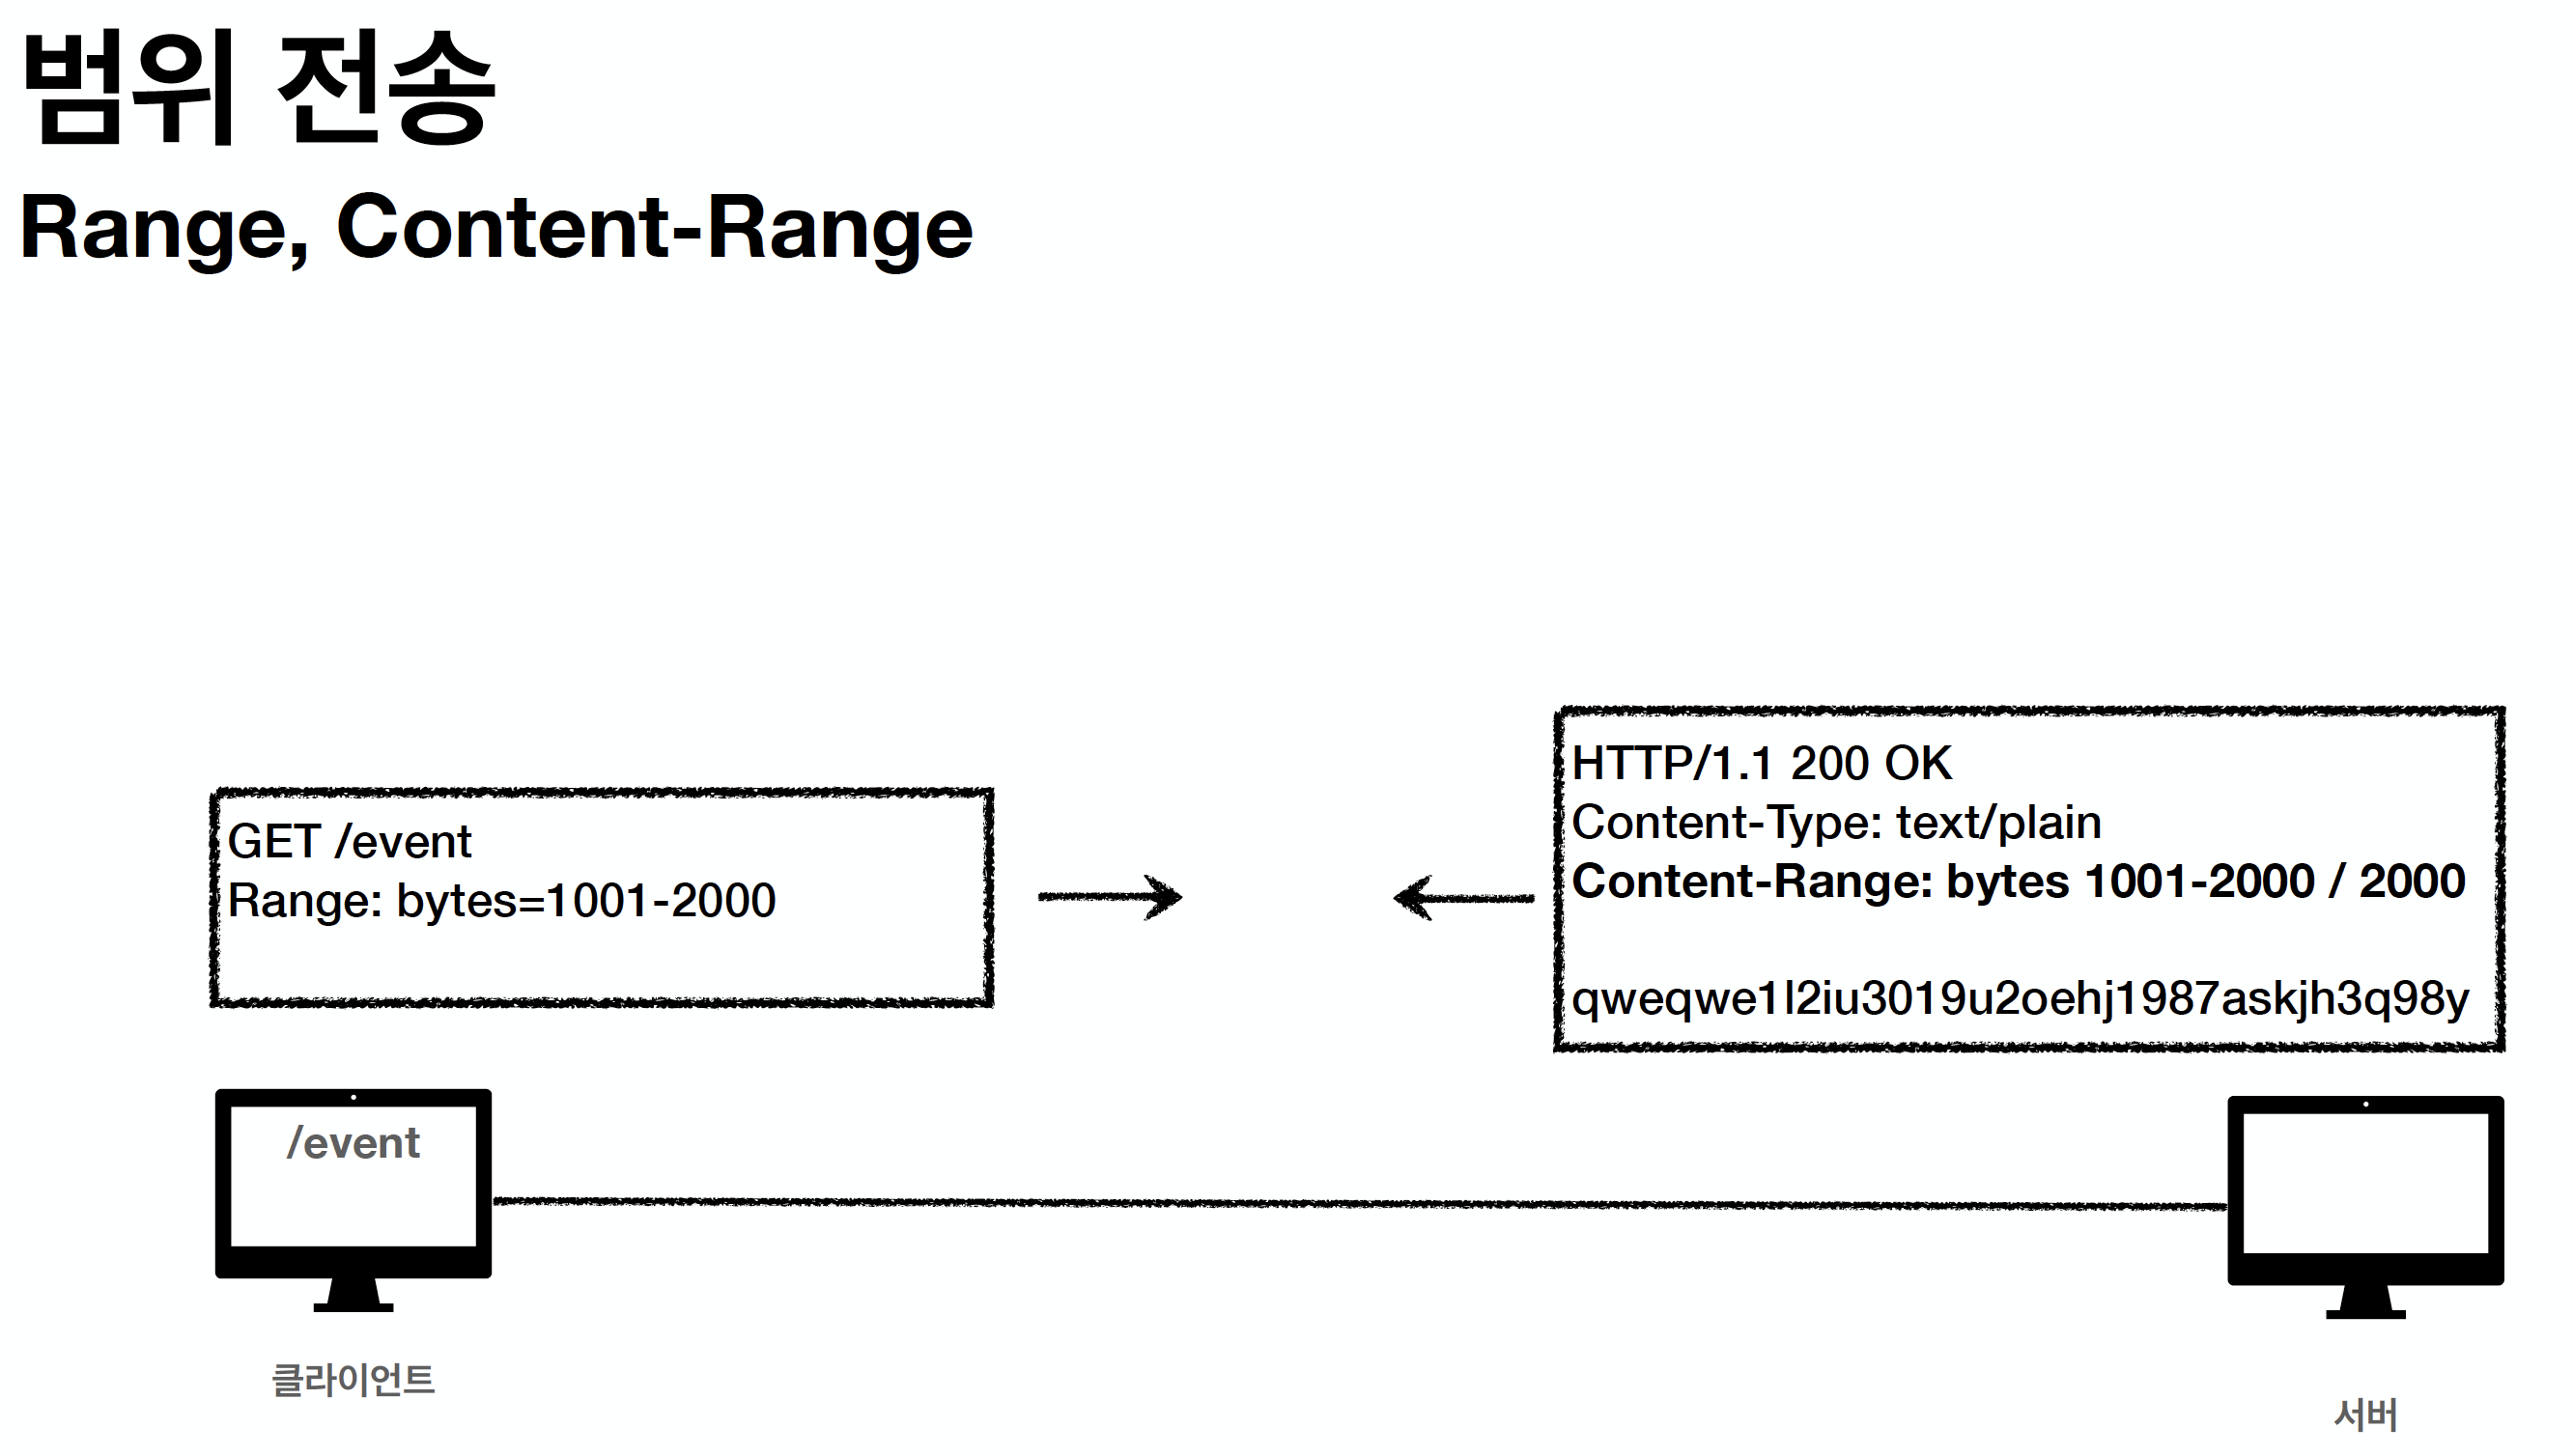 범위 전송
Range, Content-Range
GET /event
Range: bytes=1001-2000
HTTP/1.1 200 OK
Content-Type: text/plain
Content-Range: bytes 1001-2000 / 2000
qweqwe1l2iu3019u2oehj1987askjh3q98y
/event
클라이언트
서버